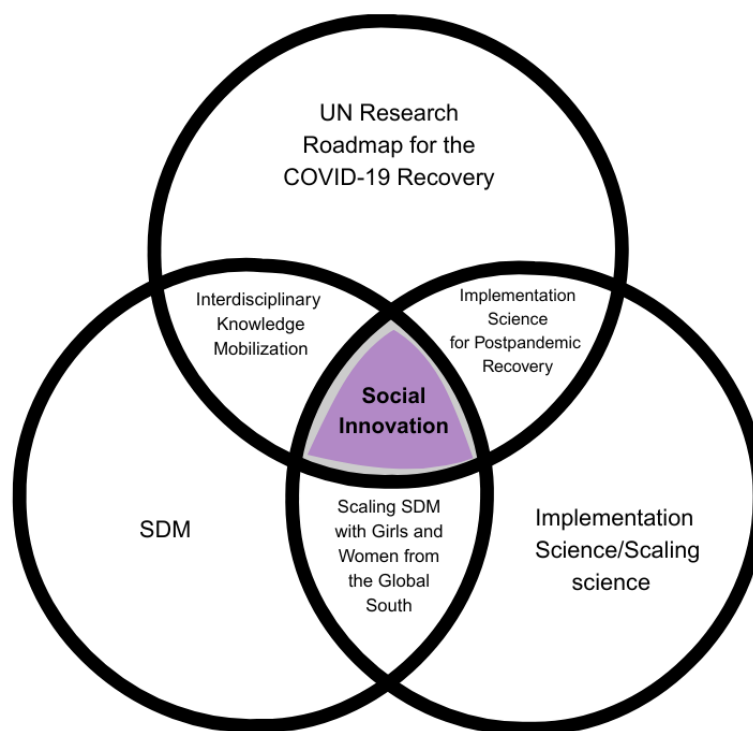 UN Research
Roadmap for the
COVID-19 Recovery
Interdisciplinary
Knowledge
Mobilization
Implementation
Science
for Postpandemic
Recovery
Social
Innovation
SDM
Scaling SDM
with Girls and
Women from
the Global
South
Implementation
Science/Scaling
science